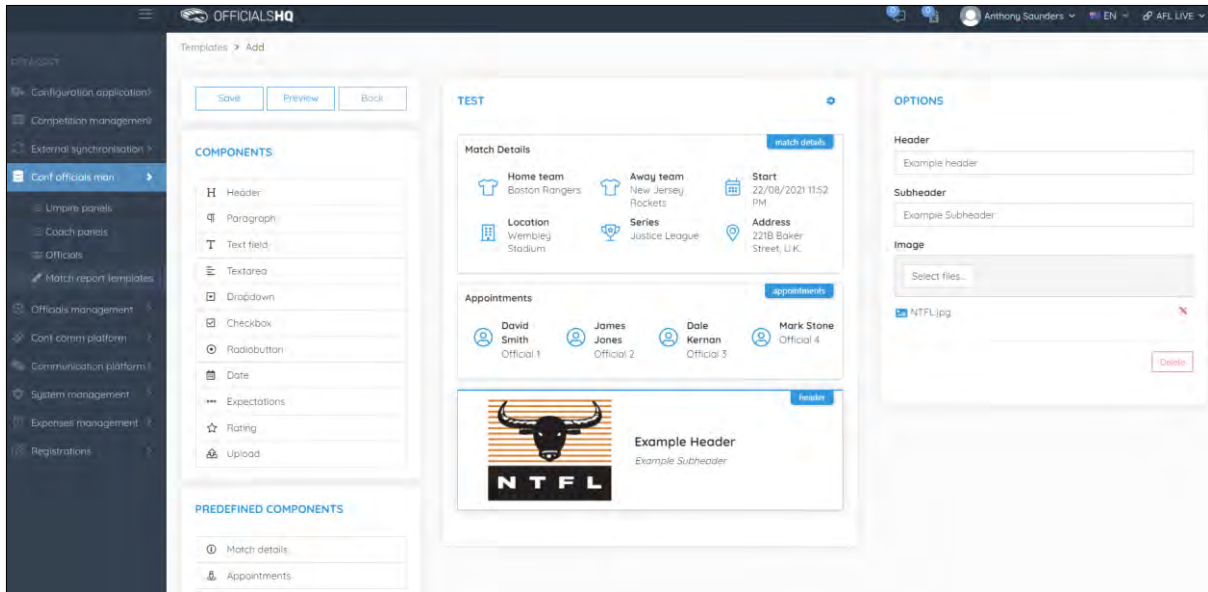 OFFICIALSHQ
Anthony Saunders
EN
AFL LIVE
Templates > Add
Configuration application
Competition management
External synchronisation
Conf officials man
Umpire panels
Coach panels
Officials
Match report templates
Officials management
Conf comm platform
Communication platform
System management
Expenses management
Registrations
Save
Preview
Back
COMPONENTS
Header
Paragraph
Text field
Textarea
Dropdown
Checkbox
Radiobutton
Date
Expectations
Rating
Upload
PREDEFINED COMPONENTS
Match details
Appointments
TEST
match details
Match Details
Home team
Boston Rangers
Away team
New Jersey
Rockets
Start
22/08/2021 11:52
PM
Location
Wembley
Stadium
Series
Justice League
Address
221B Baker
Street, U.K.
appointments
Appointments
David
Smith
Official 1
James
Jones
Official 2
Dale
Kernan
Official 3
Mark Stone
Official 4
header
NTFL
Example Header
Example Subheader
OPTIONS
Header
Example header
Subheader
Example Subheader
Image
Select files...
NTFL.jpg
Delete